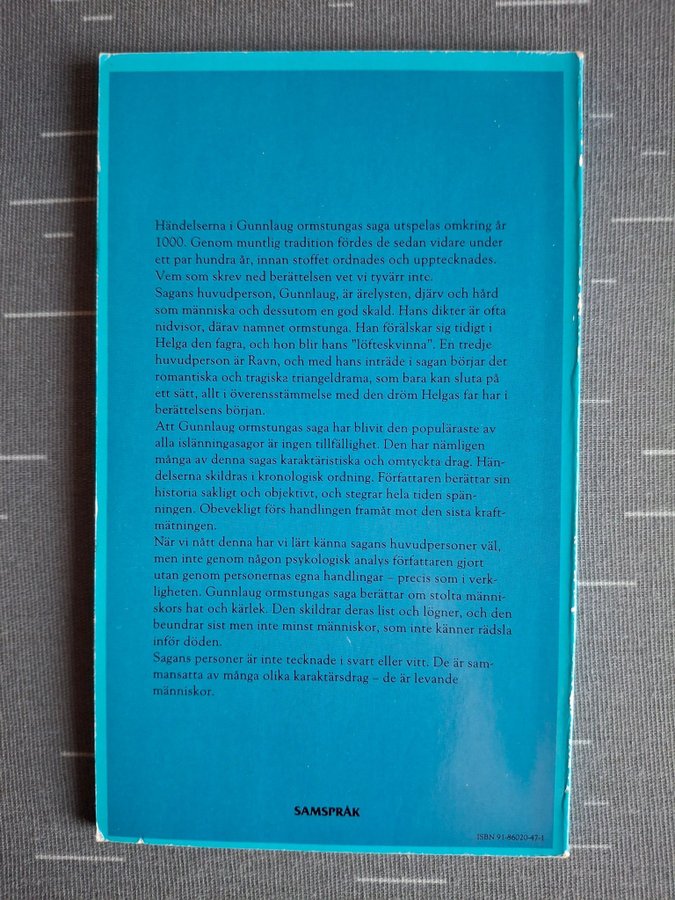 Händelserna i Gunnlaug ormstungas saga utspelas omkring år
1000. Genom muntlig tradition fördes de sedan vidare under
ett par hundra år, innan stoffet ordnades och upptecknades.
Vem som skrev ned berättelsen vet vi tyvärr inte.
Sagans huvudperson, Gunnlaug, är ärelysten, djärv och hård
som människa och dessutom en god skald. Hans dikter är ofta
nidvisor, därav namnet ormstunga. Han förälskar sig tidigt i
Helga den fagra, och hon blir hans "löfteskvinna". En tredje
huvudperson är Ravn, och med hans inträde i sagan börjar det
romantiska och tragiska triangeldrama, som bara kan sluta på
ett sätt, allt i överensstämmelse med den dröm Helgas far har i
berättelsens början.
Att Gunnlaug ormstungas saga har blivit den populäraste av
alla islänningasagor är ingen tillfällighet. Den har nämligen
många av denna sagas karaktäristiska och omtyckta drag. Hän-
delserna skildras i kronologisk ordning. Författaren berättar sin
historia sakligt och objektivt, och stegrar hela tiden spän-
ningen. Obevekligt förs handlingen framåt mot den sista kraft-
mätningen.
När vi nått denna har vi lärt känna sagans huvudpersoner väl,
men inte genom någon psykologisk analys författaren gjort
utan genom personernas egna handlingar – precis som i verk-
ligheten. Gunnlaug ormstungas saga berättar om stolta männi-
skors hat och kärlek. Den skildrar deras list och lögner, och den
beundrar sist men inte minst människor, som inte känner rädsla
inför döden.
Sagans personer är inte tecknade i svart eller vitt. De är sam-
mansatta av många olika karaktärsdrag – de är levande
människor.
SAMSPRÅK
ISBN 91-86020-47-1